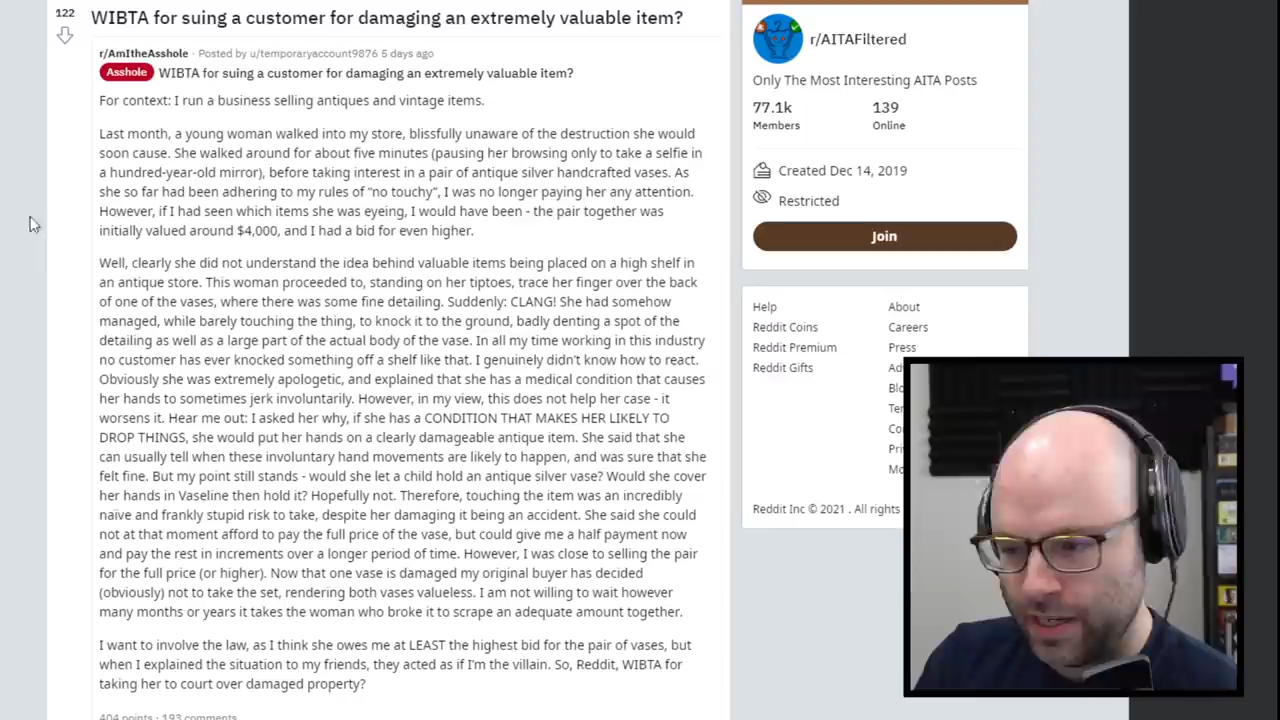 122
WIBTA for suing a customer for damaging an extremely valuable item?
r/AmItheAsshole · Posted by u/temporaryaccount9876 5 days ago
Asshole WIBTA for suing a customer for damaging an extremely valuable item?
For context: I run a business selling antiques and vintage items.
Last month, a young woman walked into my store, blissfully unaware of the destruction she would
soon cause. She walked around for about five minutes (pausing her browsing only to take a selfie in
a hundred-year-old mirror), before taking interest in a pair of antique silver handcrafted vases. As
she so far had been adhering to my rules of "no touchy", I was no longer paying her any attention.
However, if I had seen which items she was eyeing, I would have been - the pair together was
initially valued around $4,000, and I had a bid for even higher.
Well, clearly she did not understand the idea behind valuable items being placed on a high shelf in
an antique store. This woman proceeded to, standing on her tiptoes, trace her finger over the back
of one of the vases, where there was some fine detailing. Suddenly: CLANG! She had somehow
managed, while barely touching the thing, to knock it to the ground, badly denting a spot of the
detailing as well as a large part of the actual body of the vase. In all my time working in this industry
no customer has ever knocked something off a shelf like that. I genuinely didn't know how to react.
Obviously she was extremely apologetic, and explained that she has a medical condition that causes
her hands to sometimes jerk involuntarily. However, in my view, this does not help her case - it
worsens it. Hear me out: I asked her why, if she has a CONDITION THAT MAKES HER LIKELY TO
DROP THINGS, she would put her hands on a clearly damageable antique item. She said that she
can usually tell when these involuntary hand movements are likely to happen, and was sure that she
felt fine. But my point still stands - would she let a child hold an antique silver vase? Would she cover
her hands in Vaseline then hold it? Hopefully not. Therefore, touching the item was an incredibly
naïve and frankly stupid risk to take, despite her damaging it being an accident. She said she could
not at that moment afford to pay the full price of the vase, but could give me a half payment now
and pay the rest in increments over a longer period of time. However, I was close to selling the pair
for the full price (or higher). Now that one vase is damaged my original buyer has decided
(obviously) not to take the set, rendering both vases valueless. I am not willing to wait however
many months or years it takes the woman who broke it to scrape an adequate amount together.
I want to involve the law, as I think she owes me at LEAST the highest bid for the pair of vases, but
when I explained the situation to my friends, they acted as if I'm the villain. So, Reddit, WIBTA for
taking her to court over damaged property?
404 points · 193 comments
r/AITAFiltered
Only The Most Interesting AITA Posts
77.1k 139
Members Online
Created Dec 14, 2019
Restricted
Join
Help About
Reddit Coins Careers
Reddit Premium Press
Reddit Gifts
Reddit Inc © 2021 . All rights